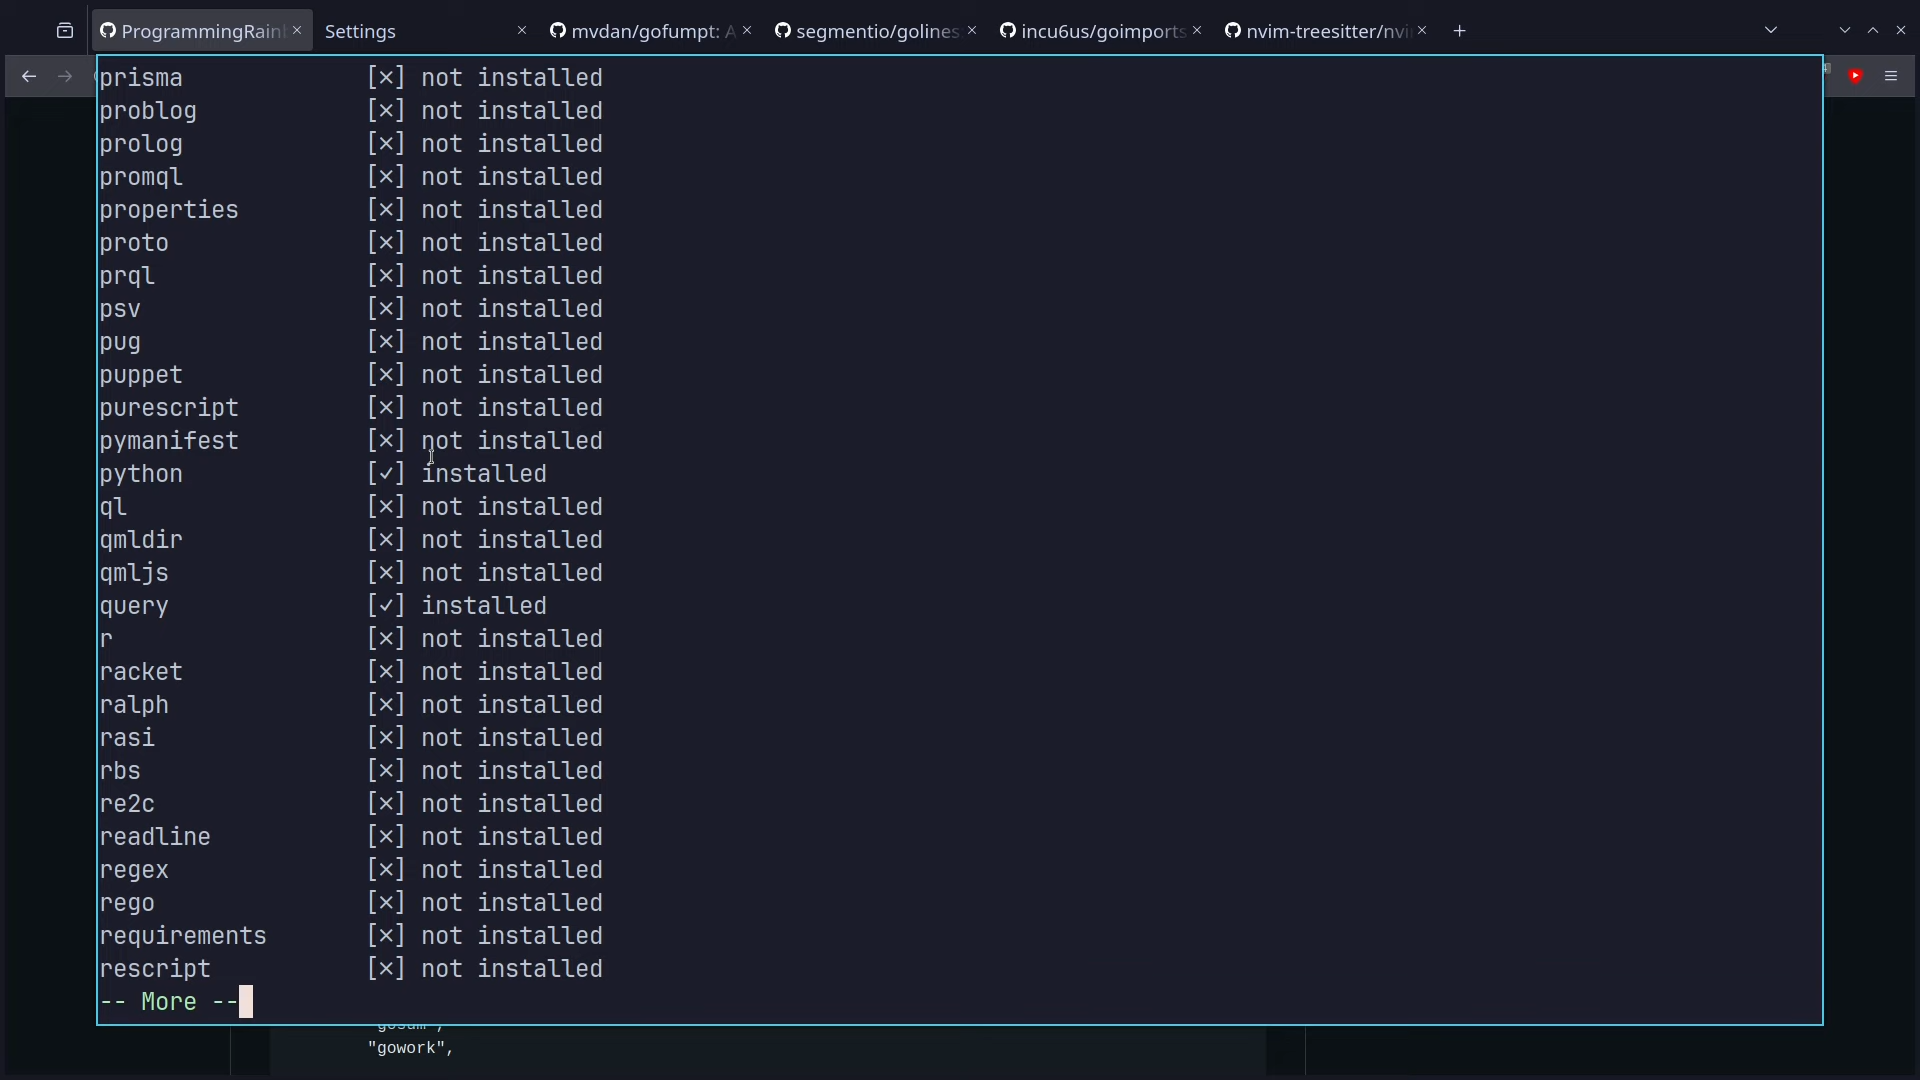 ProgrammingRain
Settings
mvdan/gofumpt: A
segmentio/golines
incu6us/goimports
nvim-treesitter/nvi
prisma [×] not installed
problog [×] not installed
prolog [×] not installed
promql [×] not installed
properties [×] not installed
proto [×] not installed
prql [×] not installed
psv [×] not installed
pug [×] not installed
puppet [×] not installed
purescript [×] not installed
pymanifest [×] not installed
python [✓] installed
ql [×] not installed
qmldir [×] not installed
qmljs [×] not installed
query [✓] installed
r [×] not installed
racket [×] not installed
ralph [×] not installed
rasi [×] not installed
rbs [×] not installed
re2c [×] not installed
readline [×] not installed
regex [×] not installed
rego [×] not installed
requirements [×] not installed
rescript [×] not installed
-- More --
"gowork",